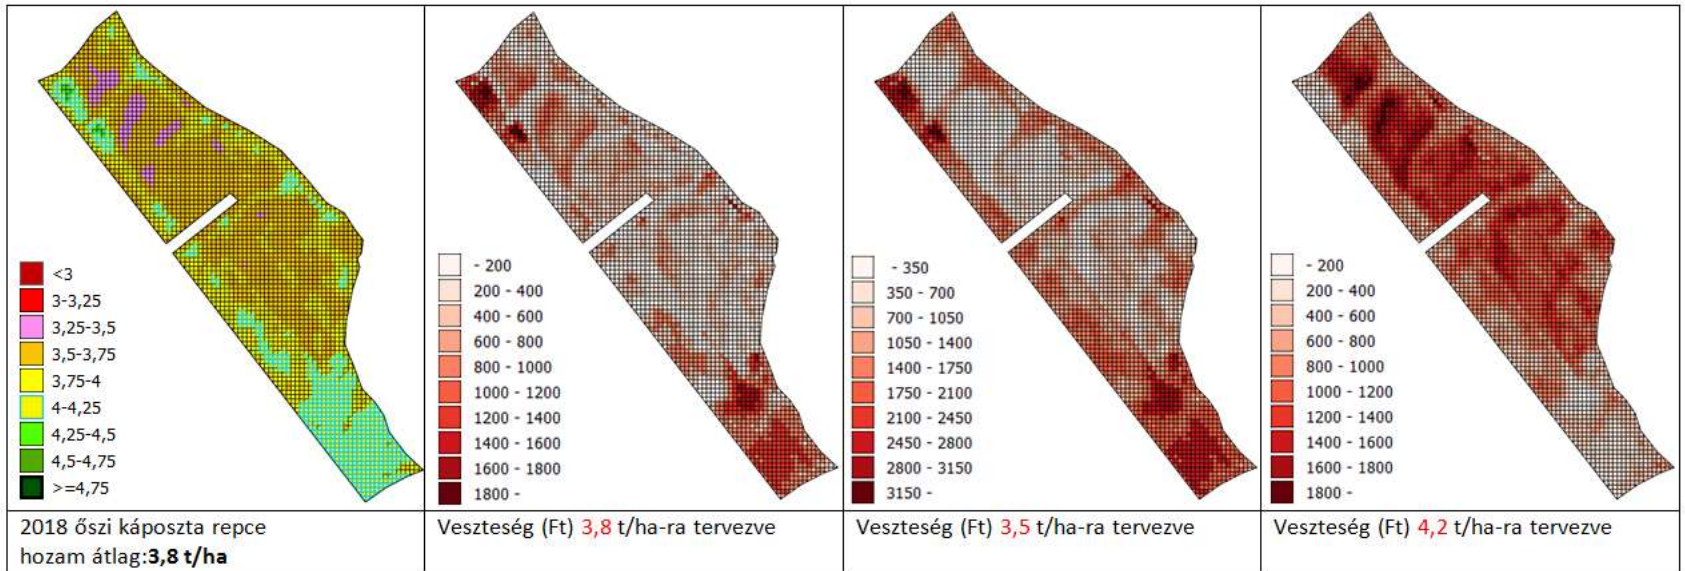 <3
3-3,25
3,25-3,5
3,5-3,75
3,75-4
4-4,25
4,25-4,5
4,5-4,75
>=4,75
2018 őszi káposzta repce
hozam átlag:3,8 t/ha
- 200
200 - 400
400 - 600
600 - 800
800 - 1000
1000 - 1200
1200 - 1400
1400 - 1600
1600 - 1800
1800 -
Veszteség (Ft) 3,8 t/ha-ra tervezve
- 350
350 - 700
700 - 1050
1050 - 1400
1400 - 1750
1750 - 2100
2100 - 2450
2450 - 2800
2800 - 3150
3150 -
Veszteség (Ft) 3,5 t/ha-ra tervezve
- 200
200 - 400
400 - 600
600 - 800
800 - 1000
1000 - 1200
1200 - 1400
1400 - 1600
1600 - 1800
1800 -
Veszteség (Ft) 4,2 t/ha-ra tervezve